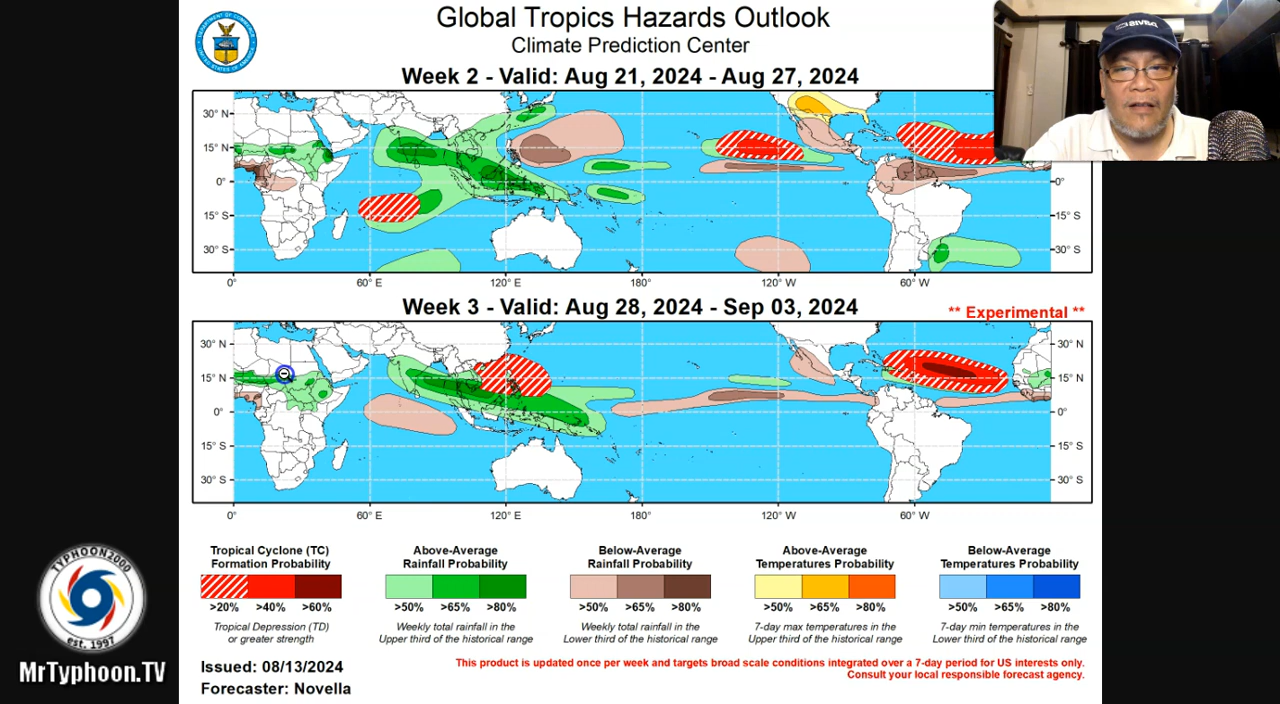 Global Tropics Hazards Outlook
Climate Prediction Center
Week 2 - Valid: Aug 21, 2024 - Aug 27, 2024
30° N
15° N
0°
15° S
30° S
0°
15° S
30° S
0°
60° E
120° E
180°
120° W
60° W
Week 3 - Valid: Aug 28, 2024 - Sep 03, 2024
** Experimental **
30° N
15° N
0°
15° S
30° S
30° N
15° N
0°
15° S
30° S
0°
60° E
120° E
180°
120° W
60° W
Tropical Cyclone (TC)
Formation Probability
>20% >40% >60%
Tropical Depression (TD)
or greater strength
Above-Average
Rainfall Probability
>50% >65% >80%
Weekly total rainfall in the
Upper third of the historical range
Below-Average
Rainfall Probability
>50% >65% >80%
Weekly total rainfall in the
Lower third of the historical range
Above-Average
Temperatures Probability
>50% >65% >80%
7-day max temperatures in the
Upper third of the historical range
Below-Average
Temperatures Probability
>50% >65% >80%
7-day min temperatures in the
Lower third of the historical range
Issued: 08/13/2024
Forecaster: Novella
This product is updated once per week and targets broad scale conditions integrated over a 7-day period for US interests only.
Consult your local responsible forecast agency.
TYPHOON2000
est. 1997
MrTyphoon.TV